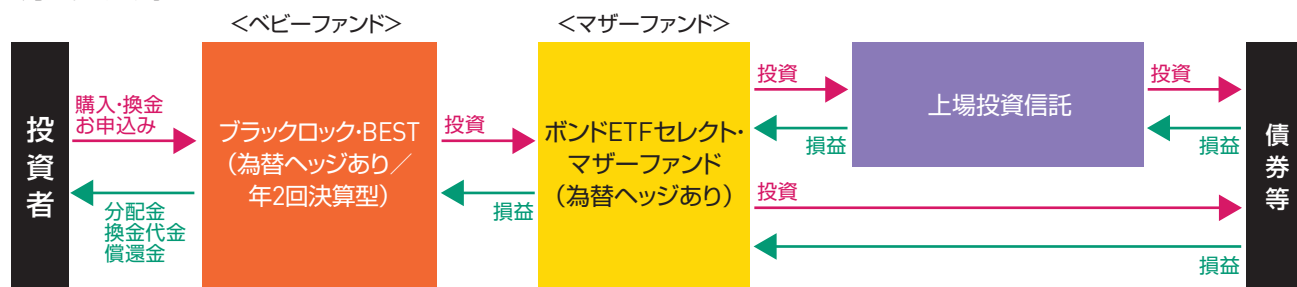 ＜ベビーファンド＞
＜マザーファンド＞
投資者
購入・換金
お申込み
分配金
換金代金
償還金
ブラックロック・BEST
（為替ヘッジあり／
年2回決算型）
投資
損益
ボンドETFセレクト・
マザーファンド
（為替ヘッジあり）
投資
損益
上場投資信託
投資
損益
投資
損益
債券等